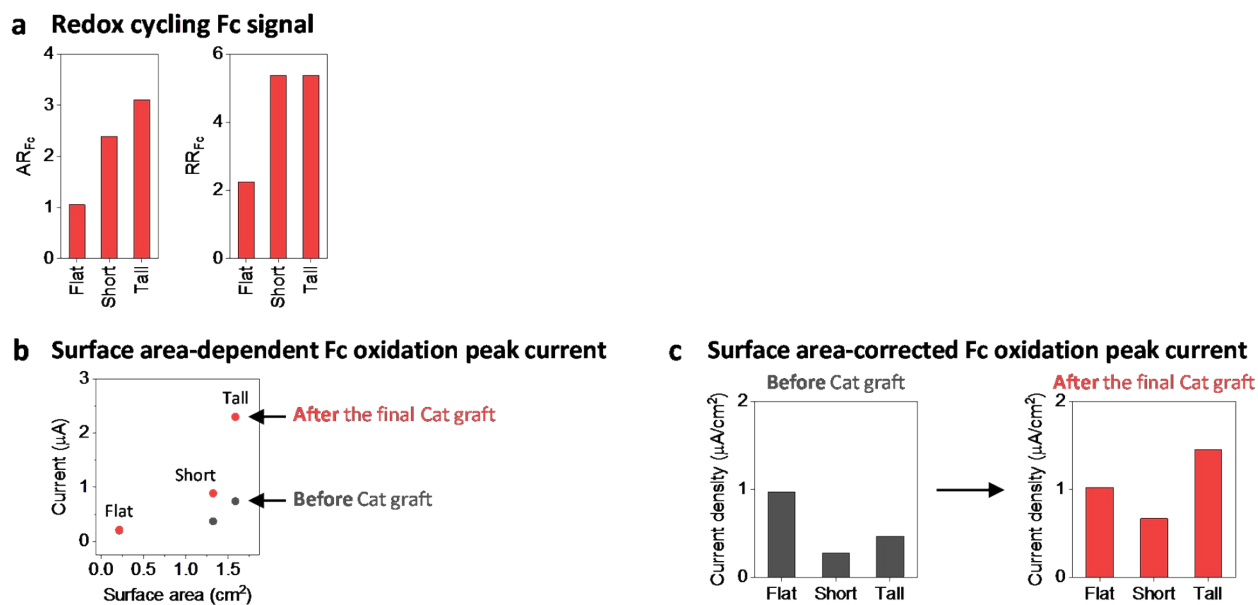 a Redox cycling Fc signal
4
3
2
1
0
AR_Fc
Flat
Short
Tall
6
4
2
0
RR_Fc
Flat
Short
Tall
b Surface area-dependent Fc oxidation peak current
3
2
1
0
Current (μA)
Tall
Short
Flat
After the final Cat graft
Before Cat graft
0.0 0.5 1.0 1.5
Surface area (cm²)
c Surface area-corrected Fc oxidation peak current
Before Cat graft
2
1
0
Current density (μA/cm²)
Flat Short Tall
After the final Cat graft
2
1
0
Current density (μA/cm²)
Flat Short Tall